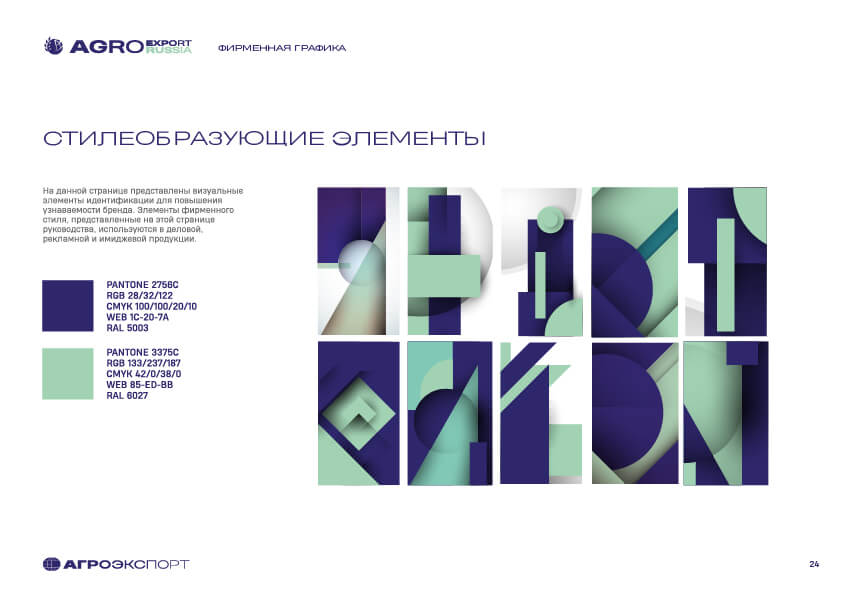 AGRO EXPORT
RUSSIA
ФИРМЕННАЯ ГРАФИКА
СТИЛЕОБРАЗУЮЩИЕ ЭЛЕМЕНТЫ
На данной странице представлены визуальные
элементы идентификации для повышения
узнаваемости бренда. Элементы фирменного
стиля, представленные на этой странице
руководства, используются в деловой,
рекламной и имиджевой продукции.
PANTONE 2756C
RGB 28/32/122
CMYK 100/100/20/10
WEB 1C-20-7A
RAL 5003
PANTONE 3375C
RGB 133/237/187
CMYK 42/0/38/0
WEB 85-ED-BB
RAL 6027
АГРОЭКСПОРТ
24